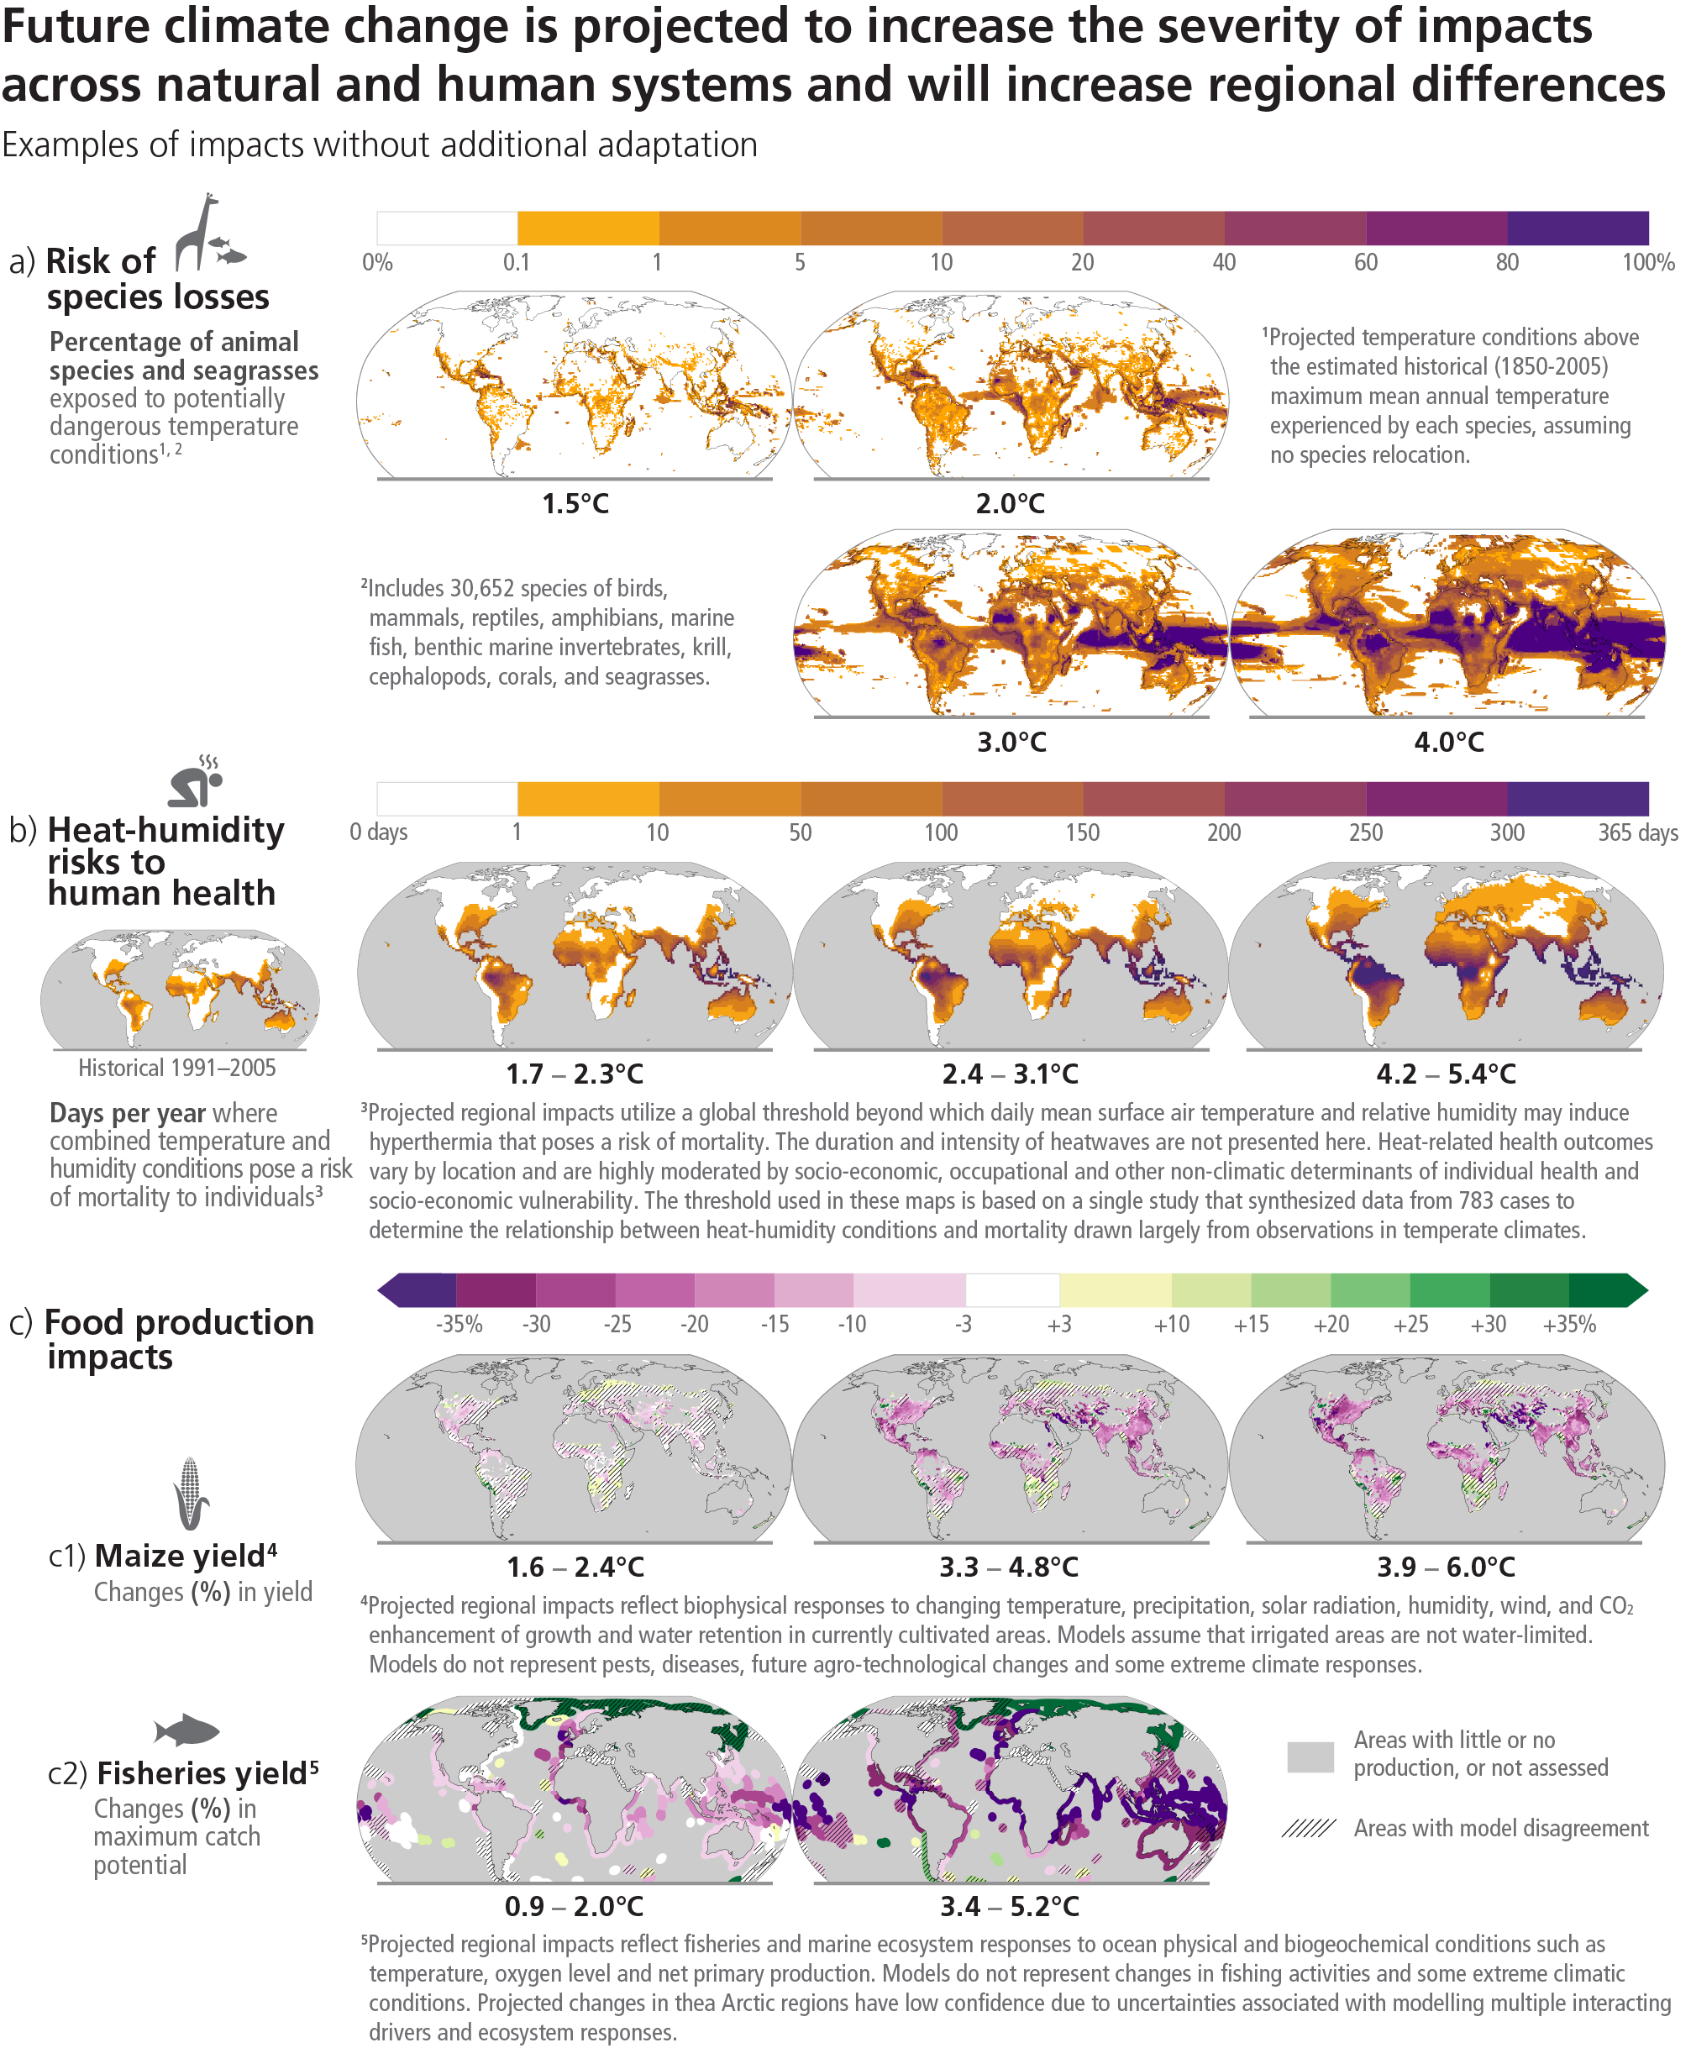 Future climate change is projected to increase the severity of impacts
across natural and human systems and will increase regional differences
Examples of impacts without additional adaptation
a) Risk of
species losses
Percentage of animal
species and seagrasses
exposed to potentially
dangerous temperature
conditions1, 2
0% 0.1 1 5 10 20 40 60 80 100%
1Projected temperature conditions above
the estimated historical (1850-2005)
maximum mean annual temperature
experienced by each species, assuming
no species relocation.
1.5°C 2.0°C
2Includes 30,652 species of birds,
mammals, reptiles, amphibians, marine
fish, benthic marine invertebrates, krill,
cephalopods, corals, and seagrasses.
3.0°C 4.0°C
b) Heat-humidity
risks to
human health
0 days 1 10 50 100 150 200 250 300 365 days
Historical 1991–2005
1.7 – 2.3°C 2.4 – 3.1°C 4.2 – 5.4°C
Days per year where
combined temperature and
humidity conditions pose a risk
of mortality to individuals3
3Projected regional impacts utilize a global threshold beyond which daily mean surface air temperature and relative humidity may induce
hyperthermia that poses a risk of mortality. The duration and intensity of heatwaves are not presented here. Heat-related health outcomes
vary by location and are highly moderated by socio-economic, occupational and other non-climatic determinants of individual health and
socio-economic vulnerability. The threshold used in these maps is based on a single study that synthesized data from 783 cases to
determine the relationship between heat-humidity conditions and mortality drawn largely from observations in temperate climates.
c) Food production
impacts
-35% -30 -25 -20 -15 -10 -3 +3 +10 +15 +20 +25 +30 +35%
c1) Maize yield4
Changes (%) in yield
1.6 – 2.4°C 3.3 – 4.8°C 3.9 – 6.0°C
4Projected regional impacts reflect biophysical responses to changing temperature, precipitation, solar radiation, humidity, wind, and CO2
enhancement of growth and water retention in currently cultivated areas. Models assume that irrigated areas are not water-limited.
Models do not represent pests, diseases, future agro-technological changes and some extreme climate responses.
c2) Fisheries yield5
Changes (%) in
maximum catch
potential
Areas with little or no
production, or not assessed
Areas with model disagreement
0.9 – 2.0°C 3.4 – 5.2°C
5Projected regional impacts reflect fisheries and marine ecosystem responses to ocean physical and biogeochemical conditions such as
temperature, oxygen level and net primary production. Models do not represent changes in fishing activities and some extreme climatic
conditions. Projected changes in thea Arctic regions have low confidence due to uncertainties associated with modelling multiple interacting
drivers and ecosystem responses.